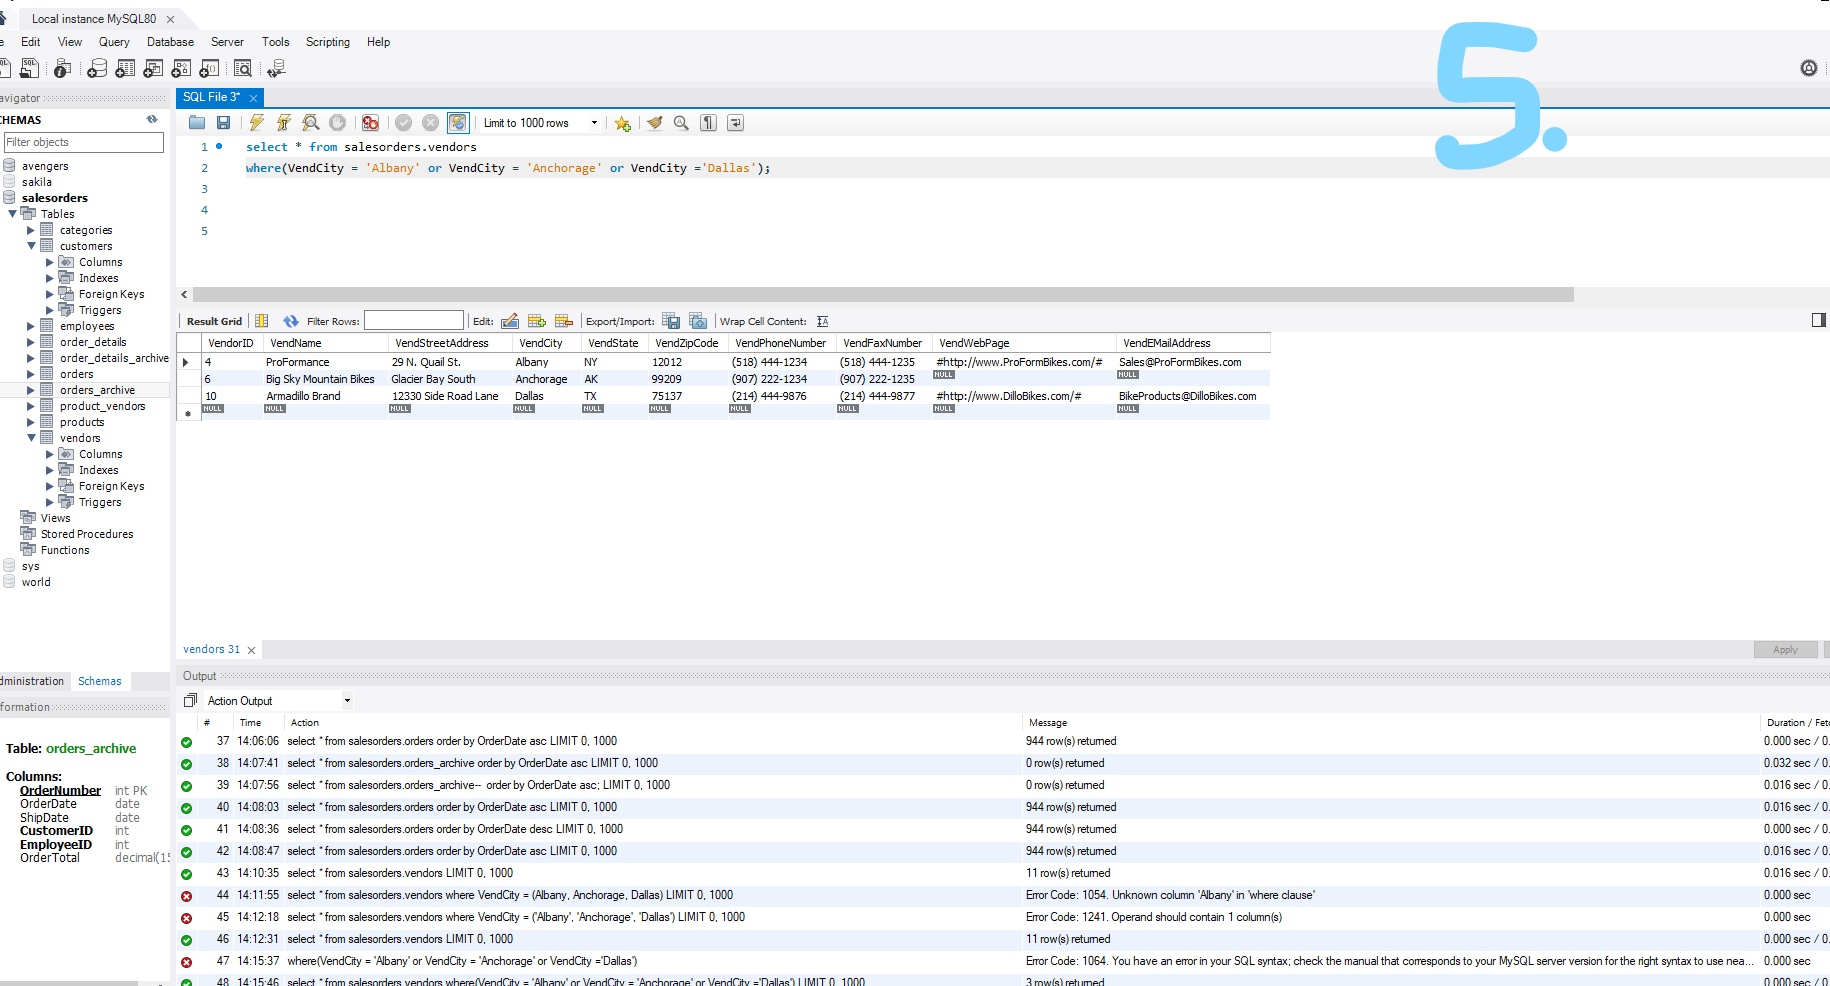 Local instance MySQL80
Edit View Query Database Server Tools Scripting Help
5.
SQL File 3*
CHEMAS
Filter objects
avengers
sakila
salesorders
Tables
categories
customers
Columns
Indexes
Foreign Keys
Triggers
employees
order_details
order_details_archive
orders
orders_archive
product_vendors
products
vendors
Columns
Indexes
Foreign Keys
Triggers
Views
Stored Procedures
Functions
sys
world
dministration Schemas
formation
Table: orders_archive
Columns:
OrderNumber int PK
OrderDate date
ShipDate date
CustomerID int
EmployeeID int
OrderTotal decimal(15
Limit to 1000 rows
1 select * from salesorders.vendors
2 where(VendCity = 'Albany' or VendCity = 'Anchorage' or VendCity ='Dallas');
3
4
5
Result Grid Filter Rows: Edit: Export/Import: Wrap Cell Content:
VendorID VendName VendStreetAddress VendCity VendState VendZipCode VendPhoneNumber VendFaxNumber VendWebPage VendEMailAddress
4 ProFormance 29 N. Quail St. Albany NY 12012 (518) 444-1234 (518) 444-1235 #http://www.ProFormBikes.com/# Sales@ProFormBikes.com
6 Big Sky Mountain Bikes Glacier Bay South Anchorage AK 99209 (907) 222-1234 (907) 222-1235 NULL NULL
10 Armadillo Brand 12330 Side Road Lane Dallas TX 75137 (214) 444-9876 (214) 444-9877 #http://www.DilloBikes.com/# BikeProducts@DilloBikes.com
NULL NULL NULL NULL NULL NULL NULL NULL NULL NULL
vendors 31
Apply
Output
Action Output
# Time Action Message Duration / Fetc
37 14:06:06 select * from salesorders.orders order by OrderDate asc LIMIT 0, 1000 944 row(s) returned 0.000 sec / 0.
38 14:07:41 select * from salesorders.orders_archive order by OrderDate asc LIMIT 0, 1000 0 row(s) returned 0.032 sec / 0.
39 14:07:56 select * from salesorders.orders_archive-- order by OrderDate asc; LIMIT 0, 1000 0 row(s) returned 0.016 sec / 0.
40 14:08:03 select * from salesorders.orders order by OrderDate asc LIMIT 0, 1000 944 row(s) returned 0.016 sec / 0.
41 14:08:36 select * from salesorders.orders order by OrderDate desc LIMIT 0, 1000 944 row(s) returned 0.000 sec / 0.
42 14:08:47 select * from salesorders.orders order by OrderDate asc LIMIT 0, 1000 944 row(s) returned 0.016 sec / 0.
43 14:10:35 select * from salesorders.vendors LIMIT 0, 1000 11 row(s) returned 0.016 sec / 0.
44 14:11:55 select * from salesorders.vendors where VendCity = (Albany, Anchorage, Dallas) LIMIT 0, 1000 Error Code: 1054. Unknown column 'Albany' in 'where clause' 0.000 sec
45 14:12:18 select * from salesorders.vendors where VendCity = ('Albany', 'Anchorage', 'Dallas') LIMIT 0, 1000 Error Code: 1241. Operand should contain 1 column(s) 0.000 sec
46 14:12:31 select * from salesorders.vendors LIMIT 0, 1000 11 row(s) returned 0.000 sec / 0.
47 14:15:37 where(VendCity = 'Albany' or VendCity = 'Anchorage' or VendCity ='Dallas') Error Code: 1064. You have an error in your SQL syntax; check the manual that corresponds to your MySQL server version for the right syntax to use nea... 0.000 sec
48 14:15:46 select * from salesorders.vendors where(VendCity = 'Albany' or VendCity = 'Anchorage' or VendCity ='Dallas') LIMIT 0, 1000 3 row(s) returned 0.000 sec / 0.